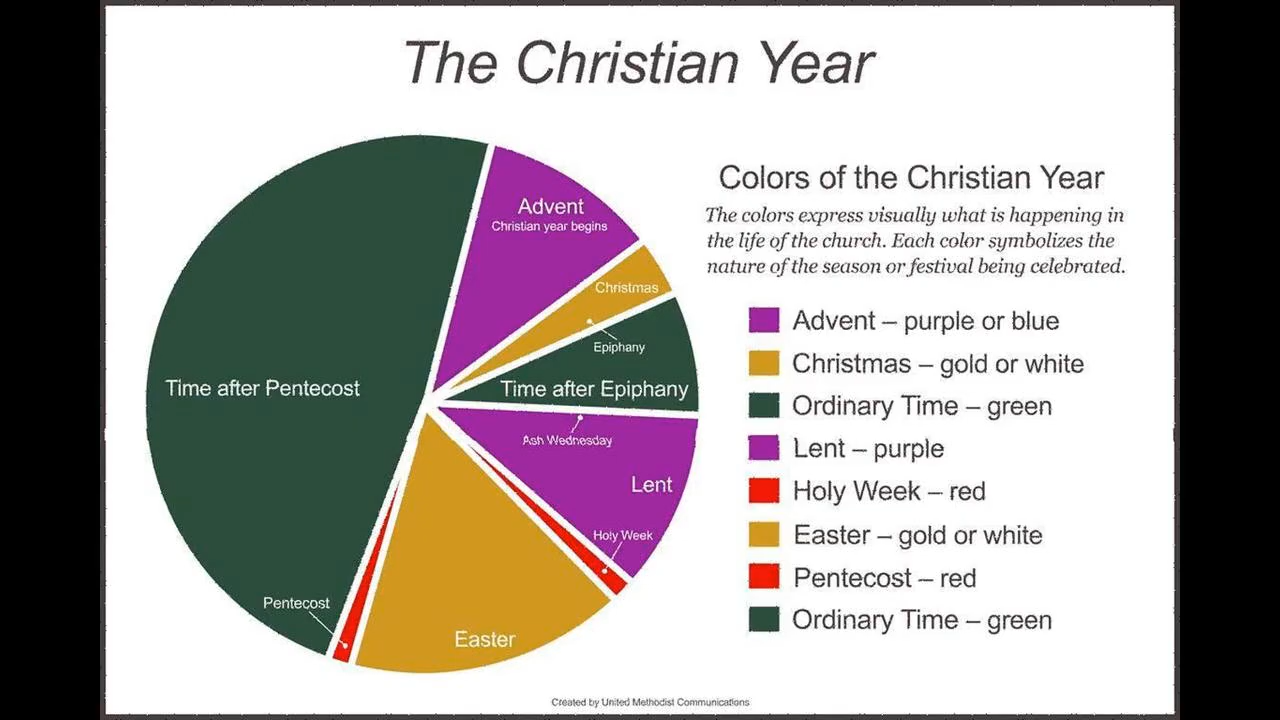 The Christian Year
Advent
Christian year begins
Christmas
Epiphany
Time after Epiphany
Ash Wednesday
Lent
Holy Week
Easter
Pentecost
Time after Pentecost
Colors of the Christian Year
The colors express visually what is happening in
the life of the church. Each color symbolizes the
nature of the season or festival being celebrated.
Advent – purple or blue
Christmas – gold or white
Ordinary Time – green
Lent – purple
Holy Week – red
Easter – gold or white
Pentecost – red
Ordinary Time – green
Created by United Methodist Communications